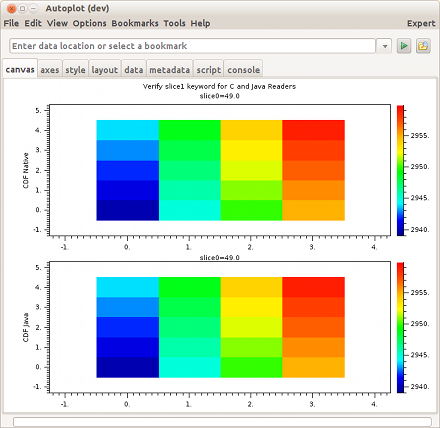 Autoplot (dev)
File Edit View Options Bookmarks Tools Help Expert
Enter data location or select a bookmark
canvas axes style layout data metadata script console
Verify slice1 keyword for C and Java Readers
slice0=49.0
CDF Native
5.
4.
3.
2.
1.
0.
-1.
-1. 0. 1. 2. 3. 4.
2955.
2950.
2945.
2940.
slice0=49.0
CDF Java
5.
4.
3.
2.
1.
0.
-1.
-1. 0. 1. 2. 3. 4.
2955.
2950.
2945.
2940.